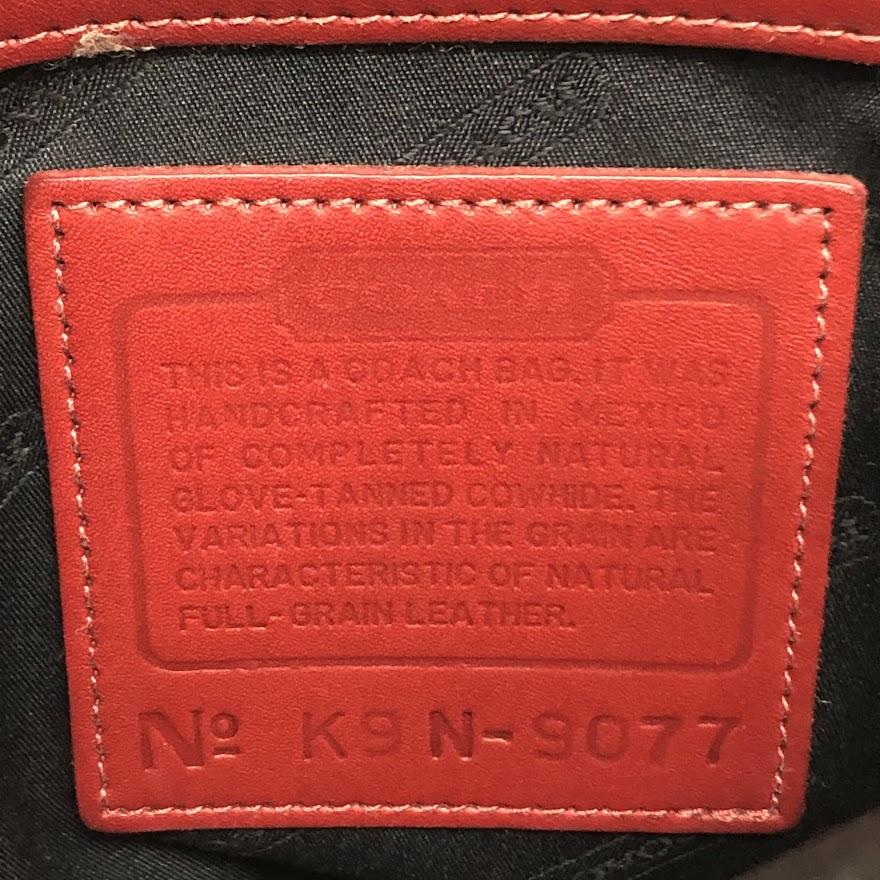 COACH
THIS IS A COACH BAG. IT WAS
HANDCRAFTED IN MEXICO
OF COMPLETELY NATURAL
GLOVE-TANNED COWHIDE. THE
VARIATIONS IN THE GRAIN ARE
CHARACTERISTIC OF NATURAL
FULL-GRAIN LEATHER.
Nº K9N-9077